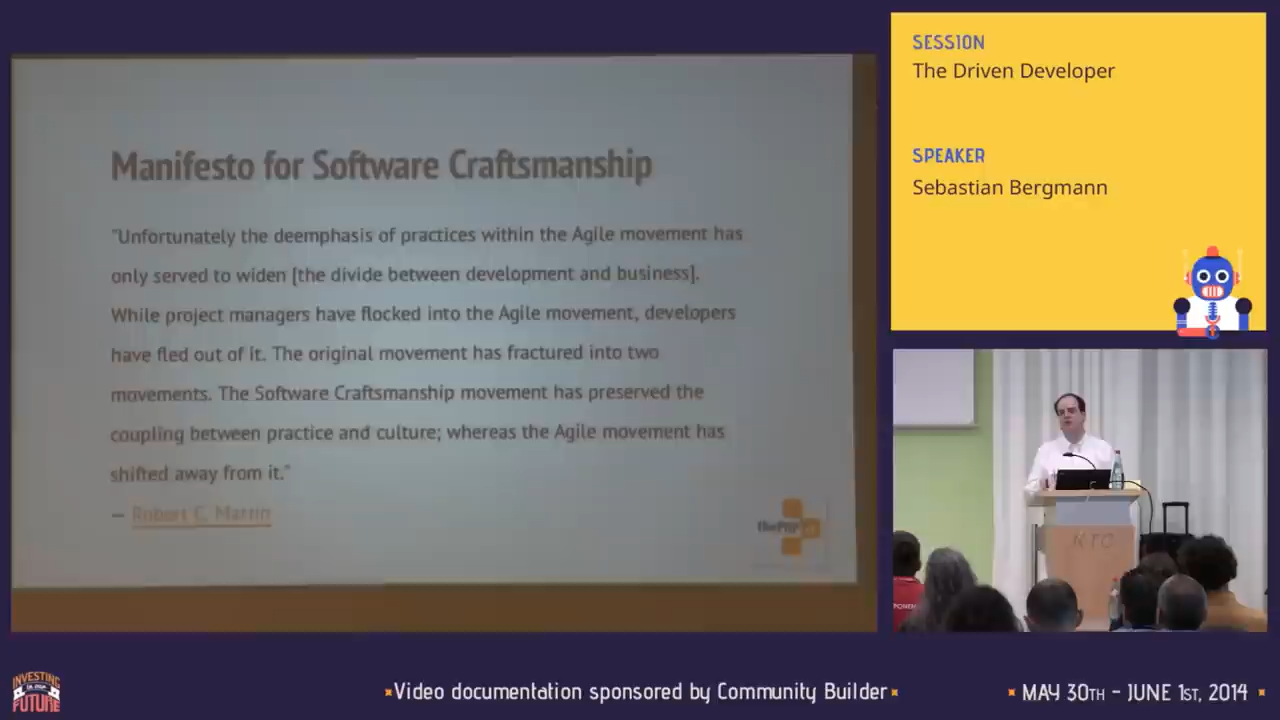 Manifesto for Software Craftsmanship
"Unfortunately the deemphasis of practices within the Agile movement has
only served to widen [the divide between development and business].
While project managers have flocked into the Agile movement, developers
have fled out of it. The original movement has fractured into two
movements. The Software Craftsmanship movement has preserved the
coupling between practice and culture; whereas the Agile movement has
shifted away from it."
— Robert C. Martin
thePHP
SESSION
The Driven Developer
SPEAKER
Sebastian Bergmann
KTC
INVESTING
FUTURE
Video documentation sponsored by Community Builder
MAY 30TH - JUNE 1ST, 2014